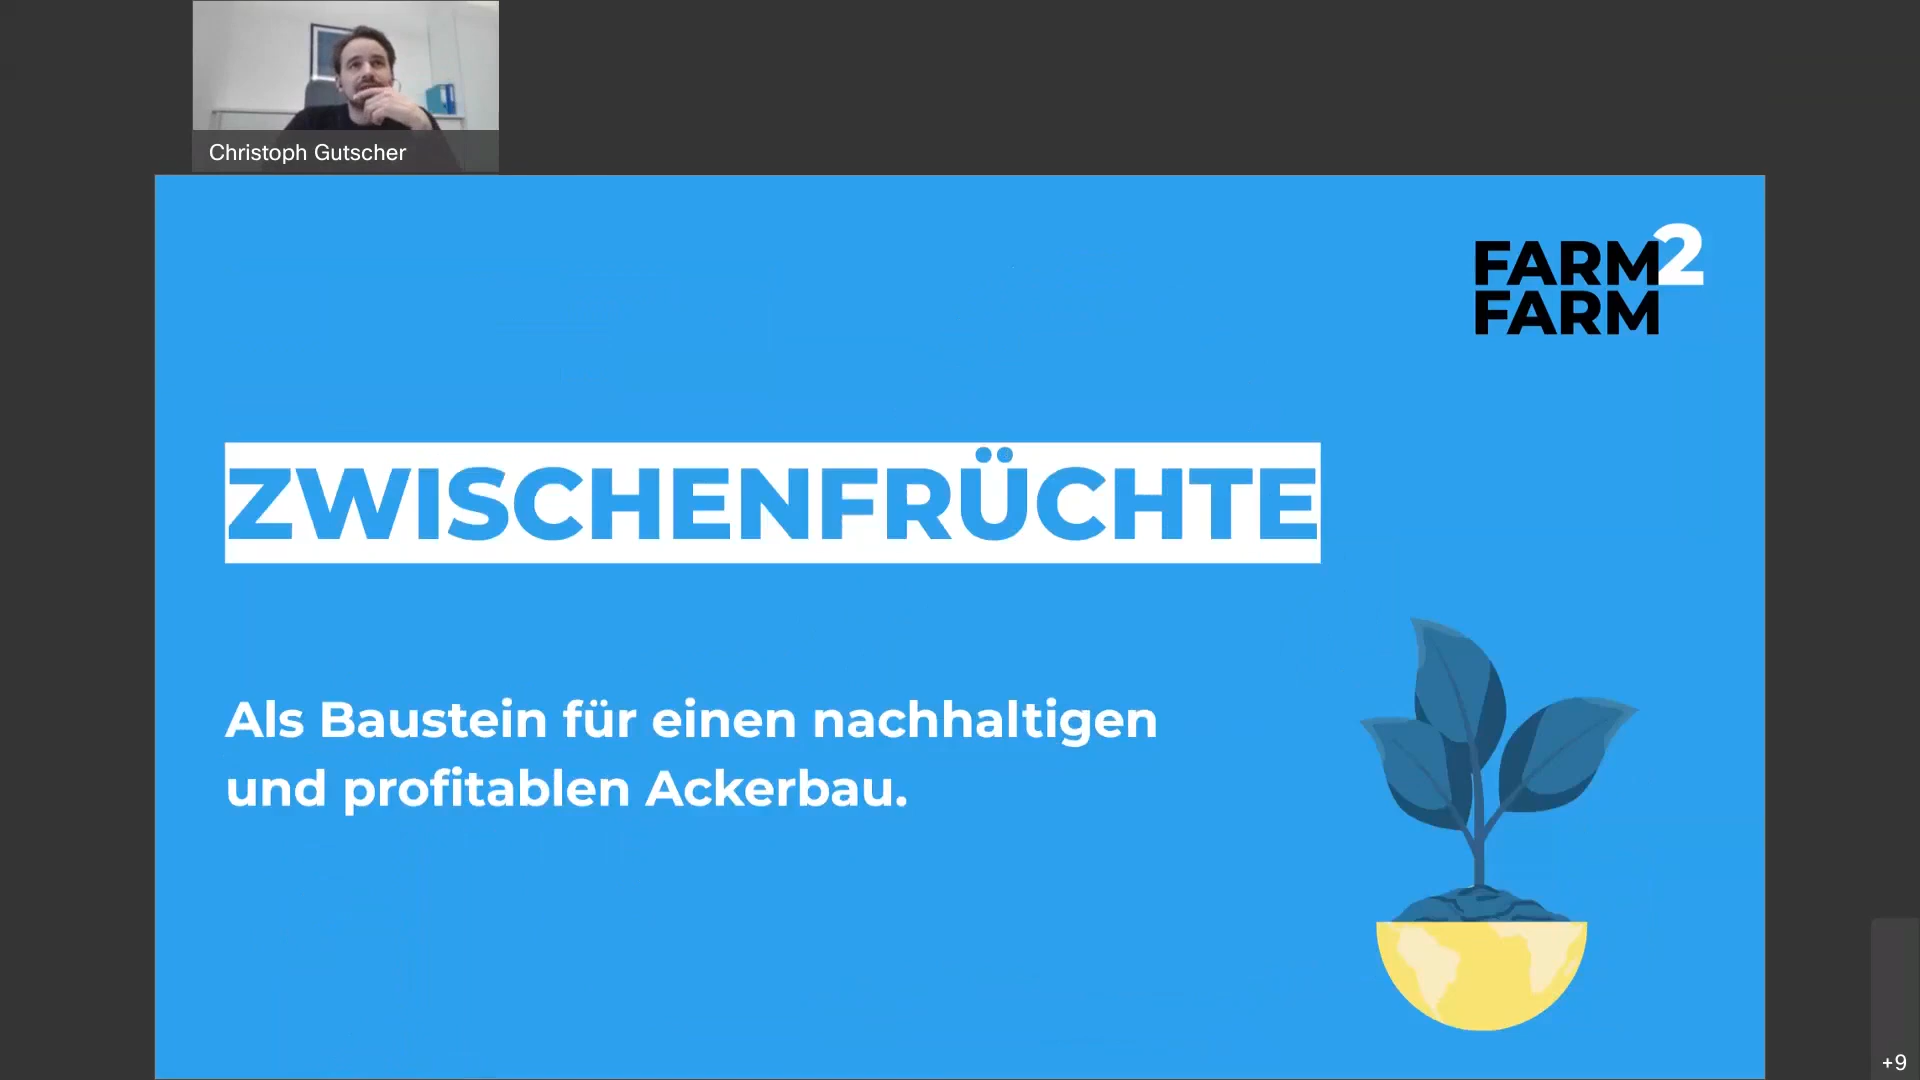 Christoph Gutscher
FARM2
FARM
ZWISCHENFRÜCHTE
Als Baustein für einen nachhaltigen
und profitablen Ackerbau.
+9